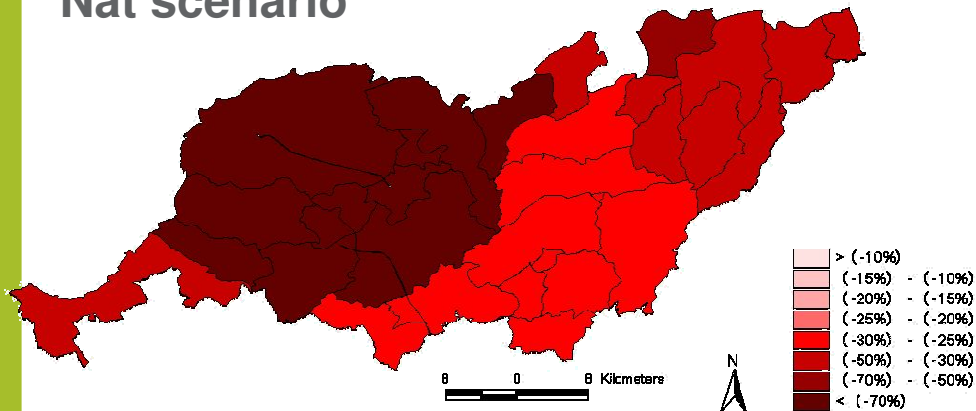 Nat scenario
> (-10%)
(-15%) - (-10%)
(-20%) - (-15%)
(-25%) - (-20%)
(-30%) - (-25%)
(-50%) - (-30%)
(-70%) - (-50%)
< (-70%)
N
8 0 8 Kilometers